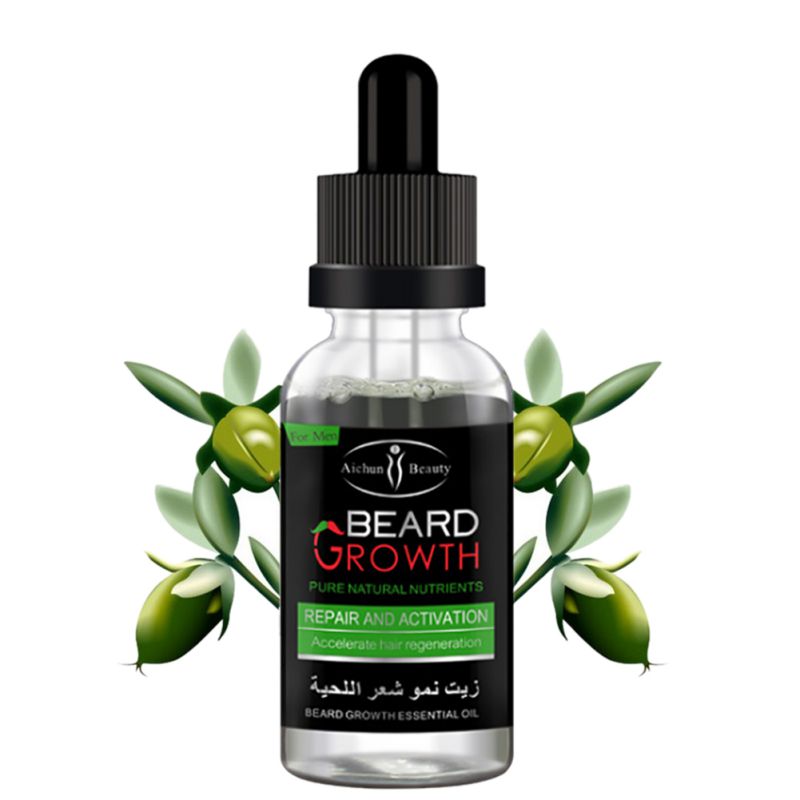 For Men
Aichun Beauty
BEARD
GROWTH
PURE NATURAL NUTRIENTS
REPAIR AND ACTIVATION
Accelerate hair regeneration
زيت نمو شعر اللحية
BEARD GROWTH ESSENTIAL OIL